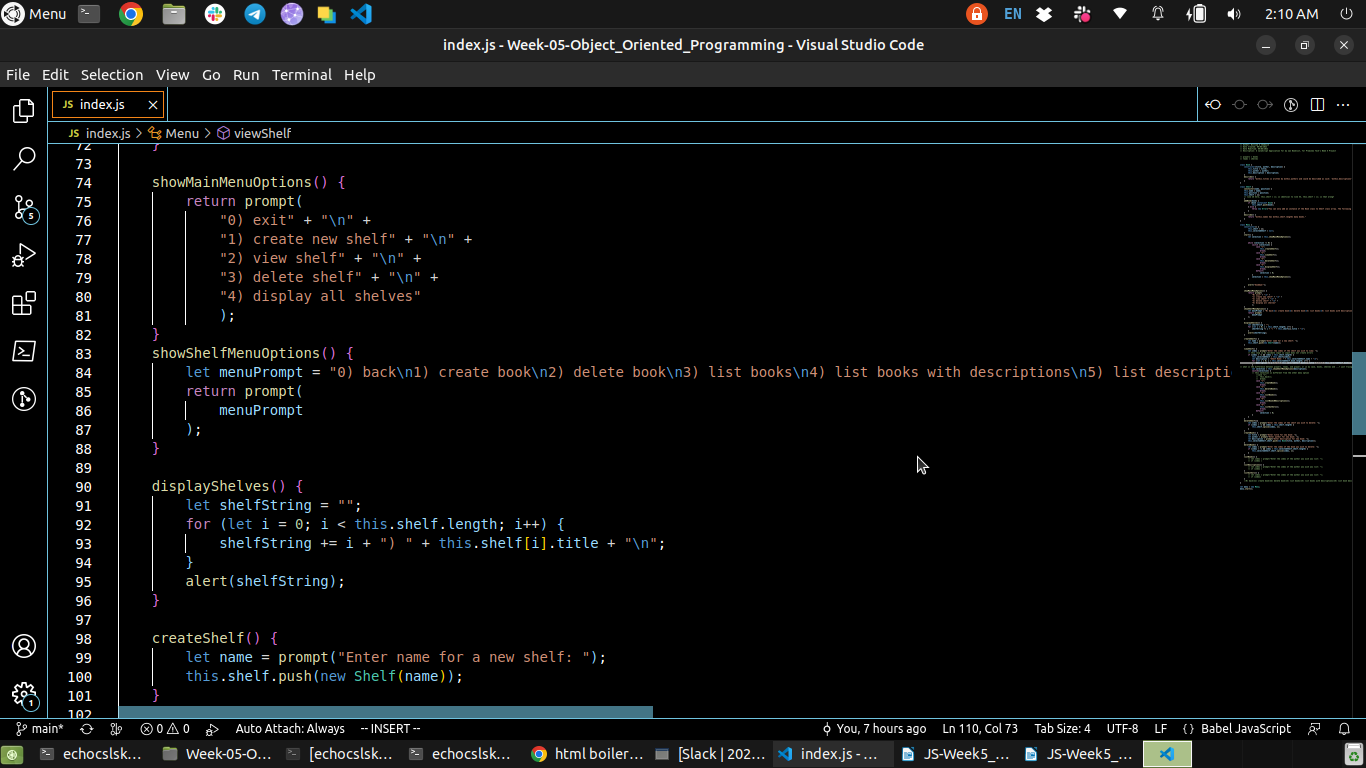 Menu EN 2:10 AM
index.js - Week-05-Object_Oriented_Programming - Visual Studio Code
File Edit Selection View Go Run Terminal Help
JS index.js
JS index.js > Menu > viewShelf
72 }
73
74 showMainMenuOptions() {
75 return prompt(
76 "0) exit" + "\n" +
77 "1) create new shelf" + "\n" +
78 "2) view shelf" + "\n" +
79 "3) delete shelf" + "\n" +
80 "4) display all shelves"
81 );
82 }
83 showShelfMenuOptions() {
84 let menuPrompt = "0) back\n1) create book\n2) delete book\n3) list books\n4) list books with descriptions\n5) list descripti
85 return prompt(
86 menuPrompt
87 );
88 }
89
90 displayShelves() {
91 let shelfString = "";
92 for (let i = 0; i < this.shelf.length; i++) {
93 shelfString += i + ") " + this.shelf[i].title + "\n";
94 }
95 alert(shelfString);
96 }
97
98 createShelf() {
99 let name = prompt("Enter name for a new shelf: ");
100 this.shelf.push(new Shelf(name));
101 }
102
5
1
main* 0 0 Auto Attach: Always -- INSERT -- You, 7 hours ago Ln 110, Col 73 Tab Size: 4 UTF-8 LF {} Babel JavaScript
echocslsk... Week-05-O... [echocslsk... echocslsk... html boiler... [Slack | 202... index.js - ... JS-Week5_... JS-Week5_...